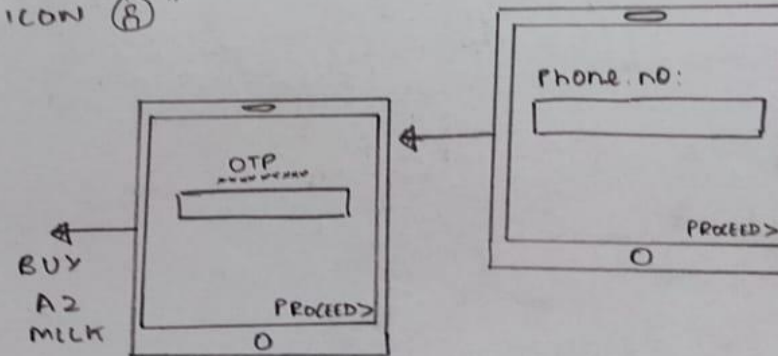 ICON 8
Phone.no:
PROCEED>
OTP
PROCEED>
BUY
A2
MILK